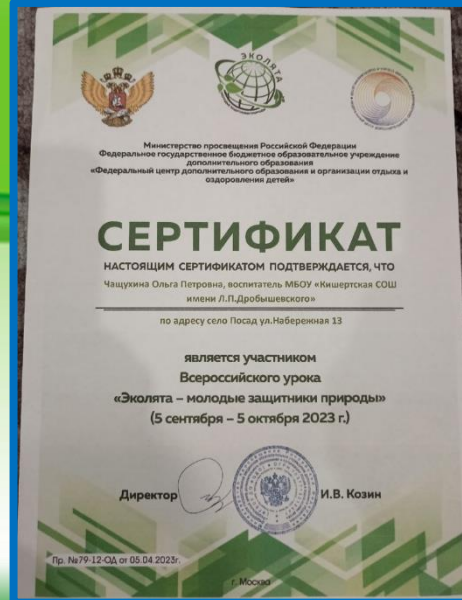 ЭКОЛЯТА
Министерство просвещения Российской Федерации
Федеральное государственное бюджетное образовательное учреждение
дополнительного образования
«Федеральный центр дополнительного образования и организации отдыха и
оздоровления детей»
СЕРТИФИКАТ
НАСТОЯЩИМ СЕРТИФИКАТОМ ПОДТВЕРЖДАЕТСЯ, ЧТО
Чащухина Ольга Петровна, воспитатель МБОУ «Кишертская СОШ
имени Л.П.Дробышевского»
по адресу село Посад ул.Набережная 13
является участником
Всероссийского урока
«Эколята – молодые защитники природы»
(5 сентября – 5 октября 2023 г.)
Директор
И.В. Козин
Пр. №79-12-ОД от 05.04.2023г.
г. Москва